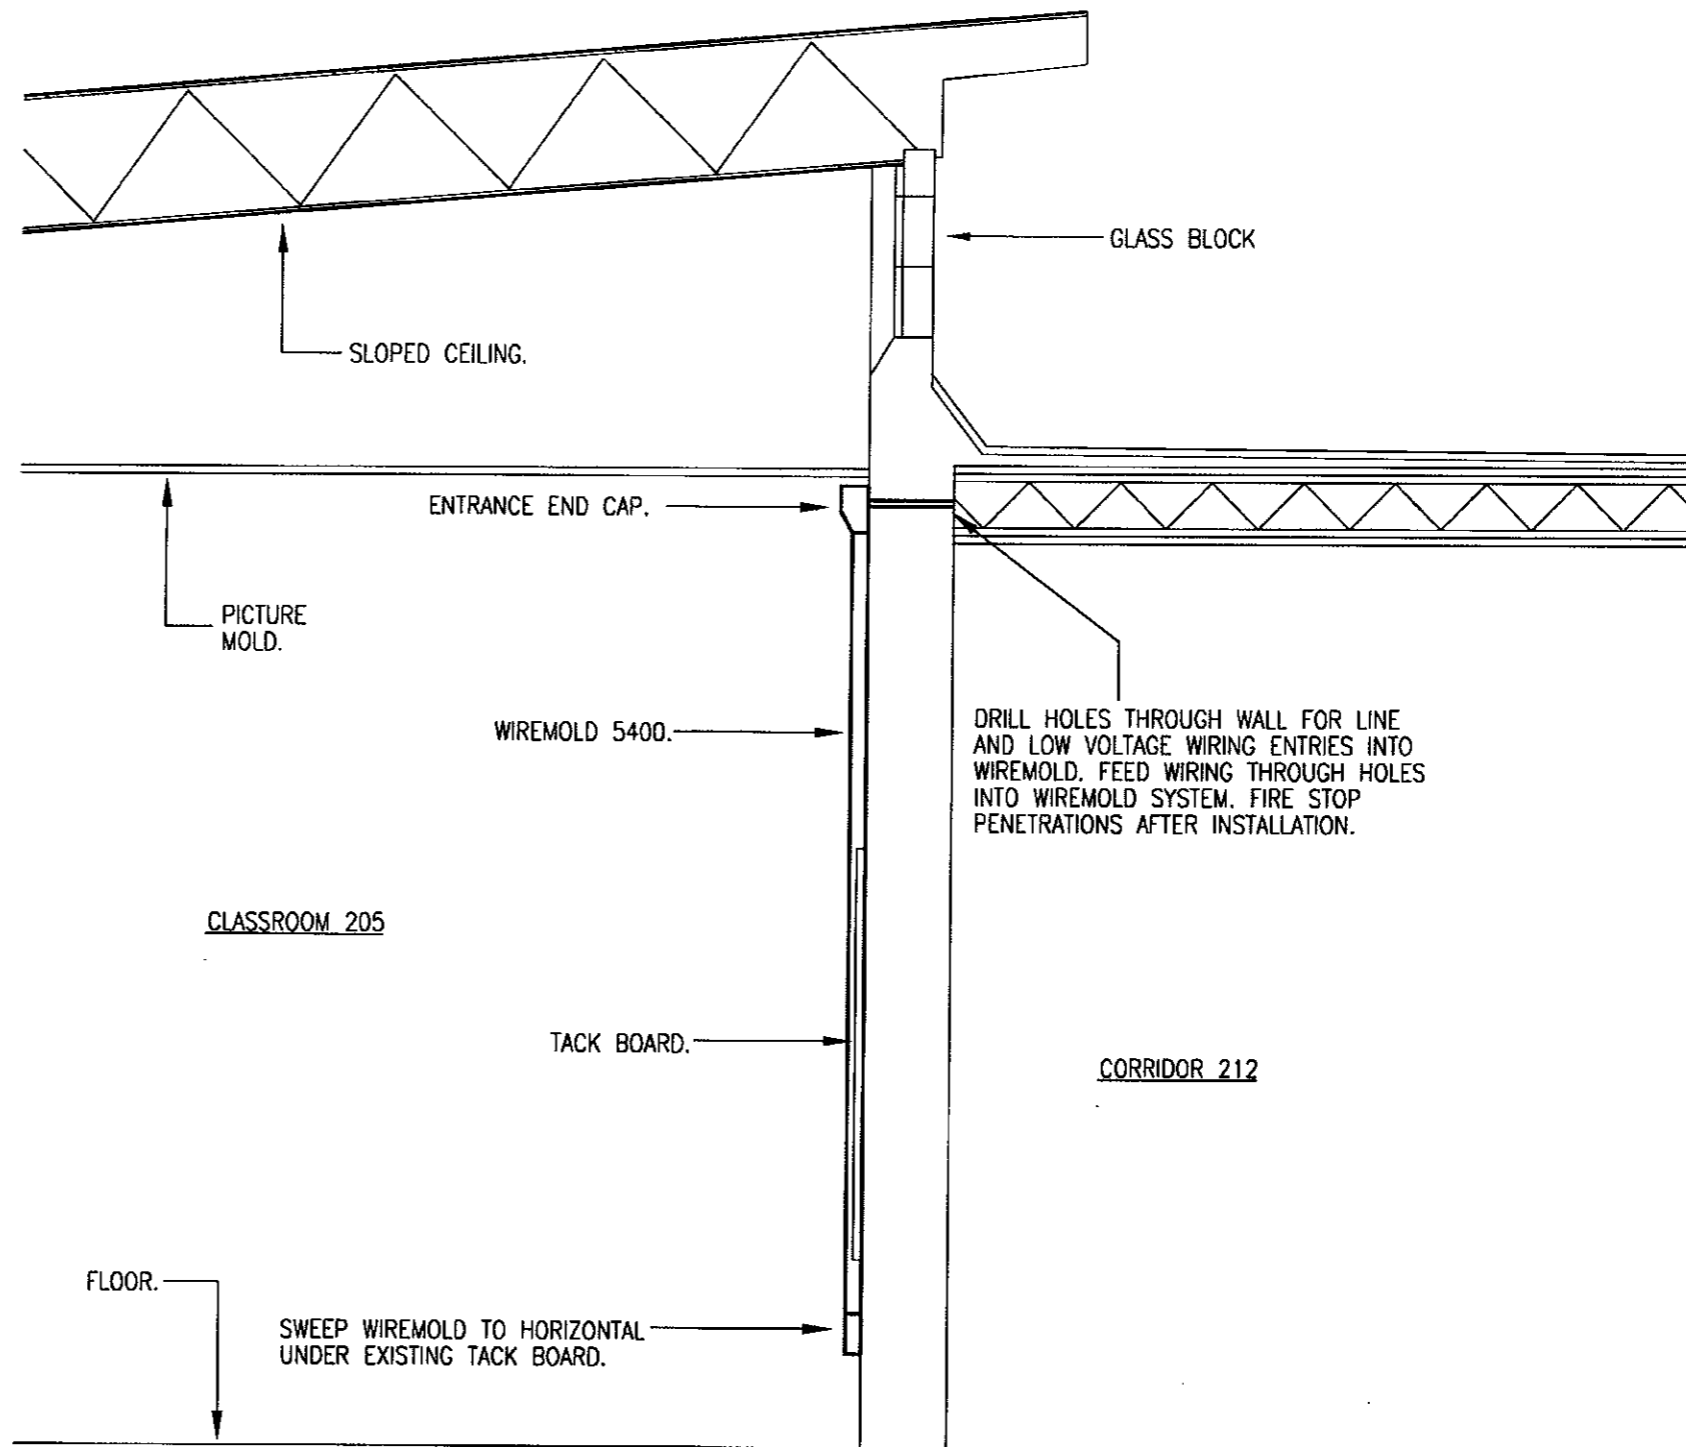 GLASS BLOCK
SLOPED CEILING.
ENTRANCE END CAP.
PICTURE
MOLD.
WIREMOLD 5400.
DRILL HOLES THROUGH WALL FOR LINE
AND LOW VOLTAGE WIRING ENTRIES INTO
WIREMOLD. FEED WIRING THROUGH HOLES
INTO WIREMOLD SYSTEM. FIRE STOP
PENETRATIONS AFTER INSTALLATION.
CLASSROOM 205
TACK BOARD.
CORRIDOR 212
FLOOR.
SWEEP WIREMOLD TO HORIZONTAL
UNDER EXISTING TACK BOARD.